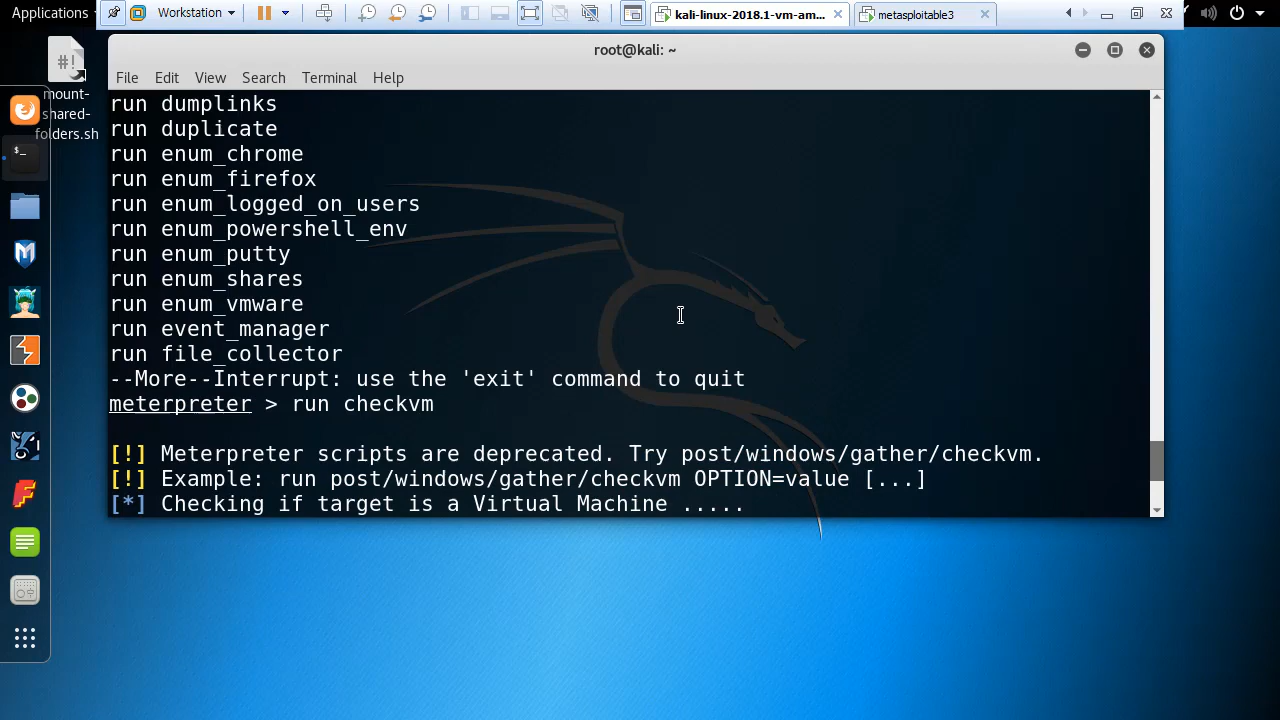 Applications
Workstation
kali-linux-2018.1-vm-am...
metasploitable3
#!
mount-
shared-
folders.sh
root@kali: ~
File Edit View Search Terminal Help
run dumplinks
run duplicate
run enum_chrome
run enum_firefox
run enum_logged_on_users
run enum_powershell_env
run enum_putty
run enum_shares
run enum_vmware
run event_manager
run file_collector
--More--Interrupt: use the 'exit' command to quit
meterpreter > run checkvm
[!] Meterpreter scripts are deprecated. Try post/windows/gather/checkvm.
[!] Example: run post/windows/gather/checkvm OPTION=value [...]
[*] Checking if target is a Virtual Machine .....